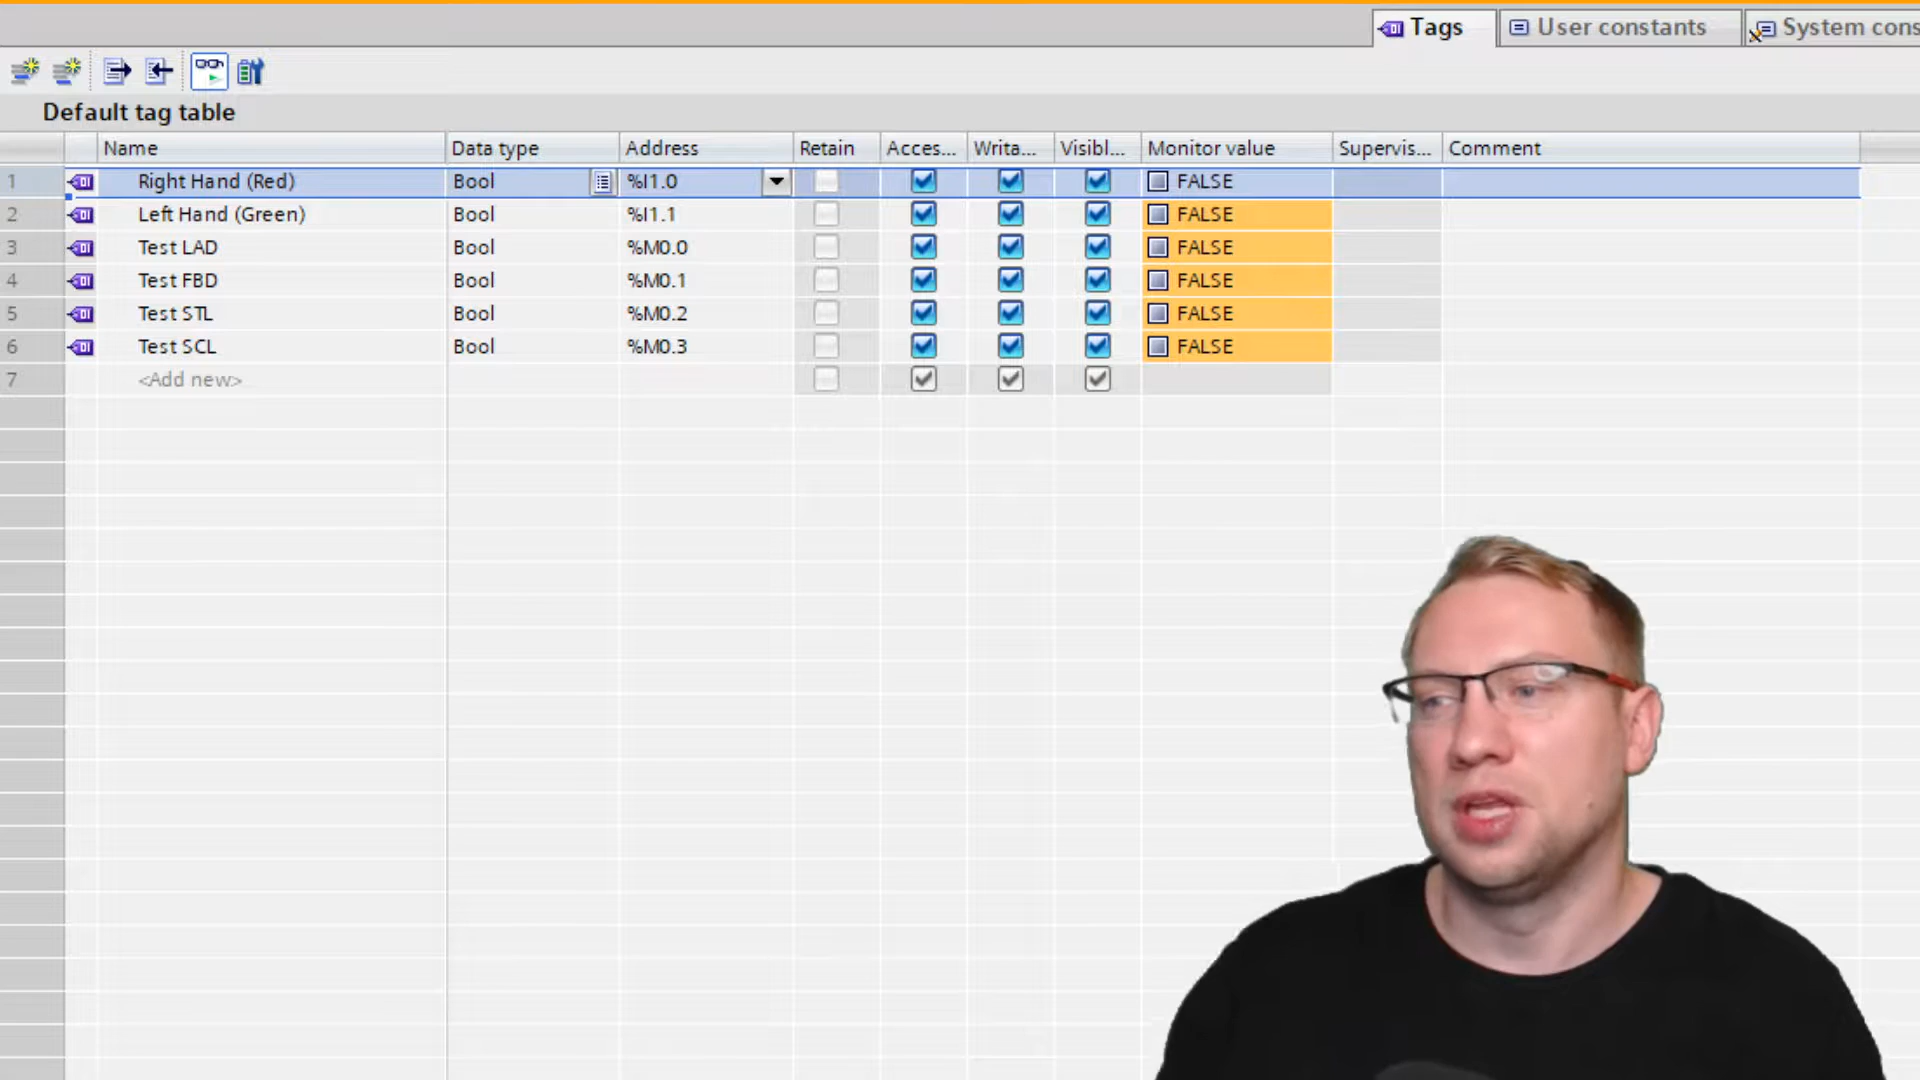 Tags User constants System cons
Default tag table
Name Data type Address Retain Acces... Writa... Visibl... Monitor value Supervis... Comment
1 Right Hand (Red) Bool %I1.0 FALSE
2 Left Hand (Green) Bool %I1.1 FALSE
3 Test LAD Bool %M0.0 FALSE
4 Test FBD Bool %M0.1 FALSE
5 Test STL Bool %M0.2 FALSE
6 Test SCL Bool %M0.3 FALSE
7 <Add new>